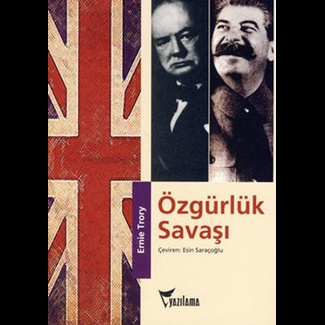 Ernie Trory
Özgürlük
Savaşı
Çeviren: Esin Saraçoğlu
yazılama